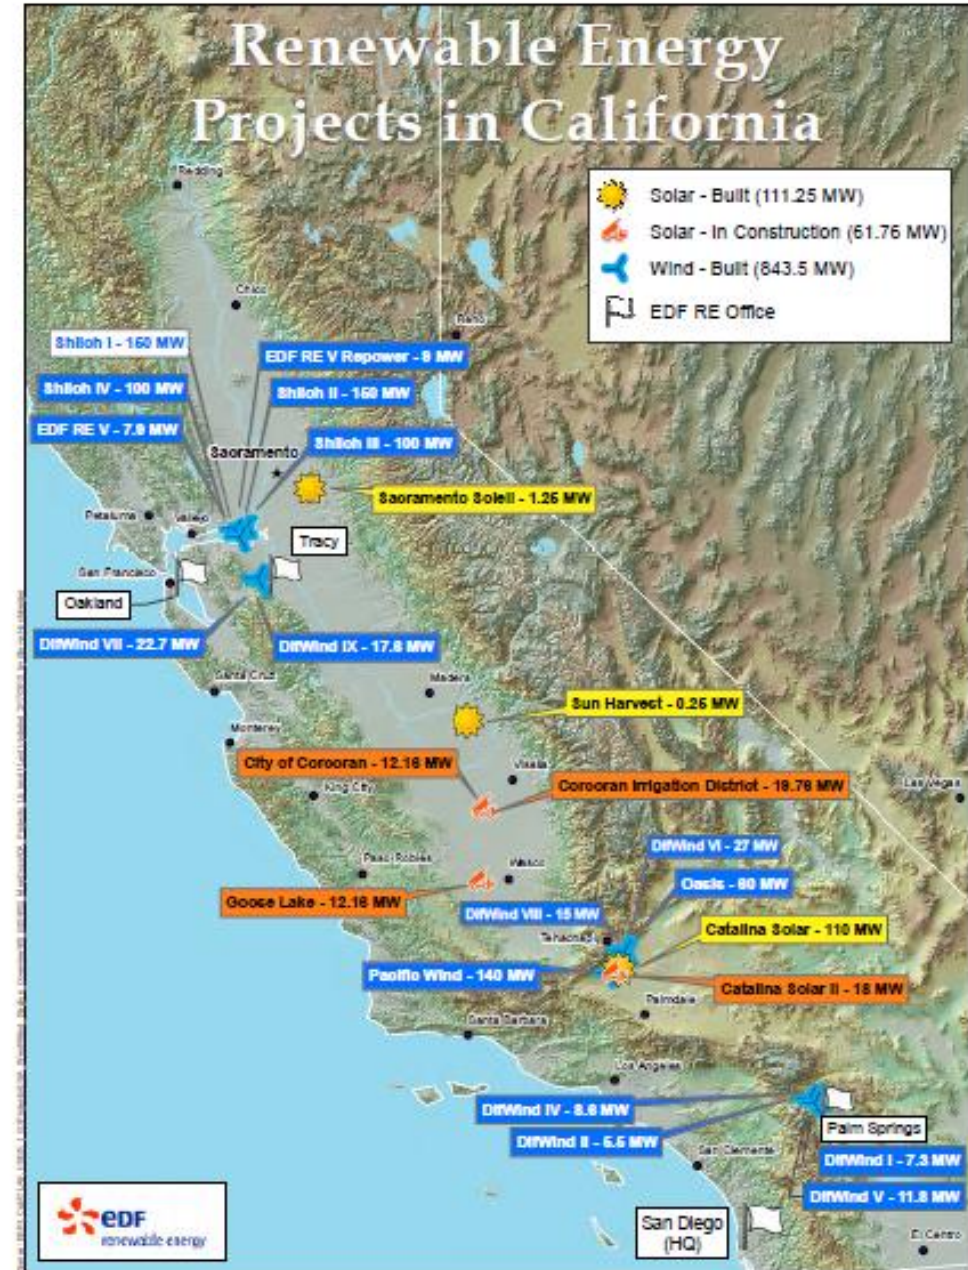 Renewable Energy
Projects in California
Solar - Built (111.25 MW)
Solar - In Construction (61.76 MW)
Wind - Built (843.5 MW)
EDF RE Office
Redding
Chico
Reno
Shiloh I - 150 MW
EDF RE V Repower - 9 MW
Shiloh IV - 100 MW
Shiloh II - 150 MW
EDF RE V - 7.9 MW
Shiloh III - 100 MW
Sacramento
Sacramento Soleil - 1.25 MW
Petaluma
Vallejo
Tracy
San Francisco
Oakland
DifWind VII - 22.7 MW
DifWind IX - 17.8 MW
Santa Cruz
Madera
Sun Harvest - 0.25 MW
Monterey
City of Corcoran - 12.16 MW
Visalia
Corcoran Irrigation District - 19.76 MW
King City
Las Vegas
DifWind VI - 27 MW
Paso Robles
Wasco
Oasis - 60 MW
Goose Lake - 12.16 MW
DifWind VIII - 15 MW
Catalina Solar - 110 MW
Tehachapi
Pacific Wind - 140 MW
Catalina Solar II - 18 MW
Palmdale
Santa Barbara
Los Angeles
DifWind IV - 8.6 MW
Palm Springs
DifWind II - 5.5 MW
San Clemente
DifWind I - 7.3 MW
DifWind V - 11.8 MW
San Diego
(HQ)
El Centro
eDF
renewable energy